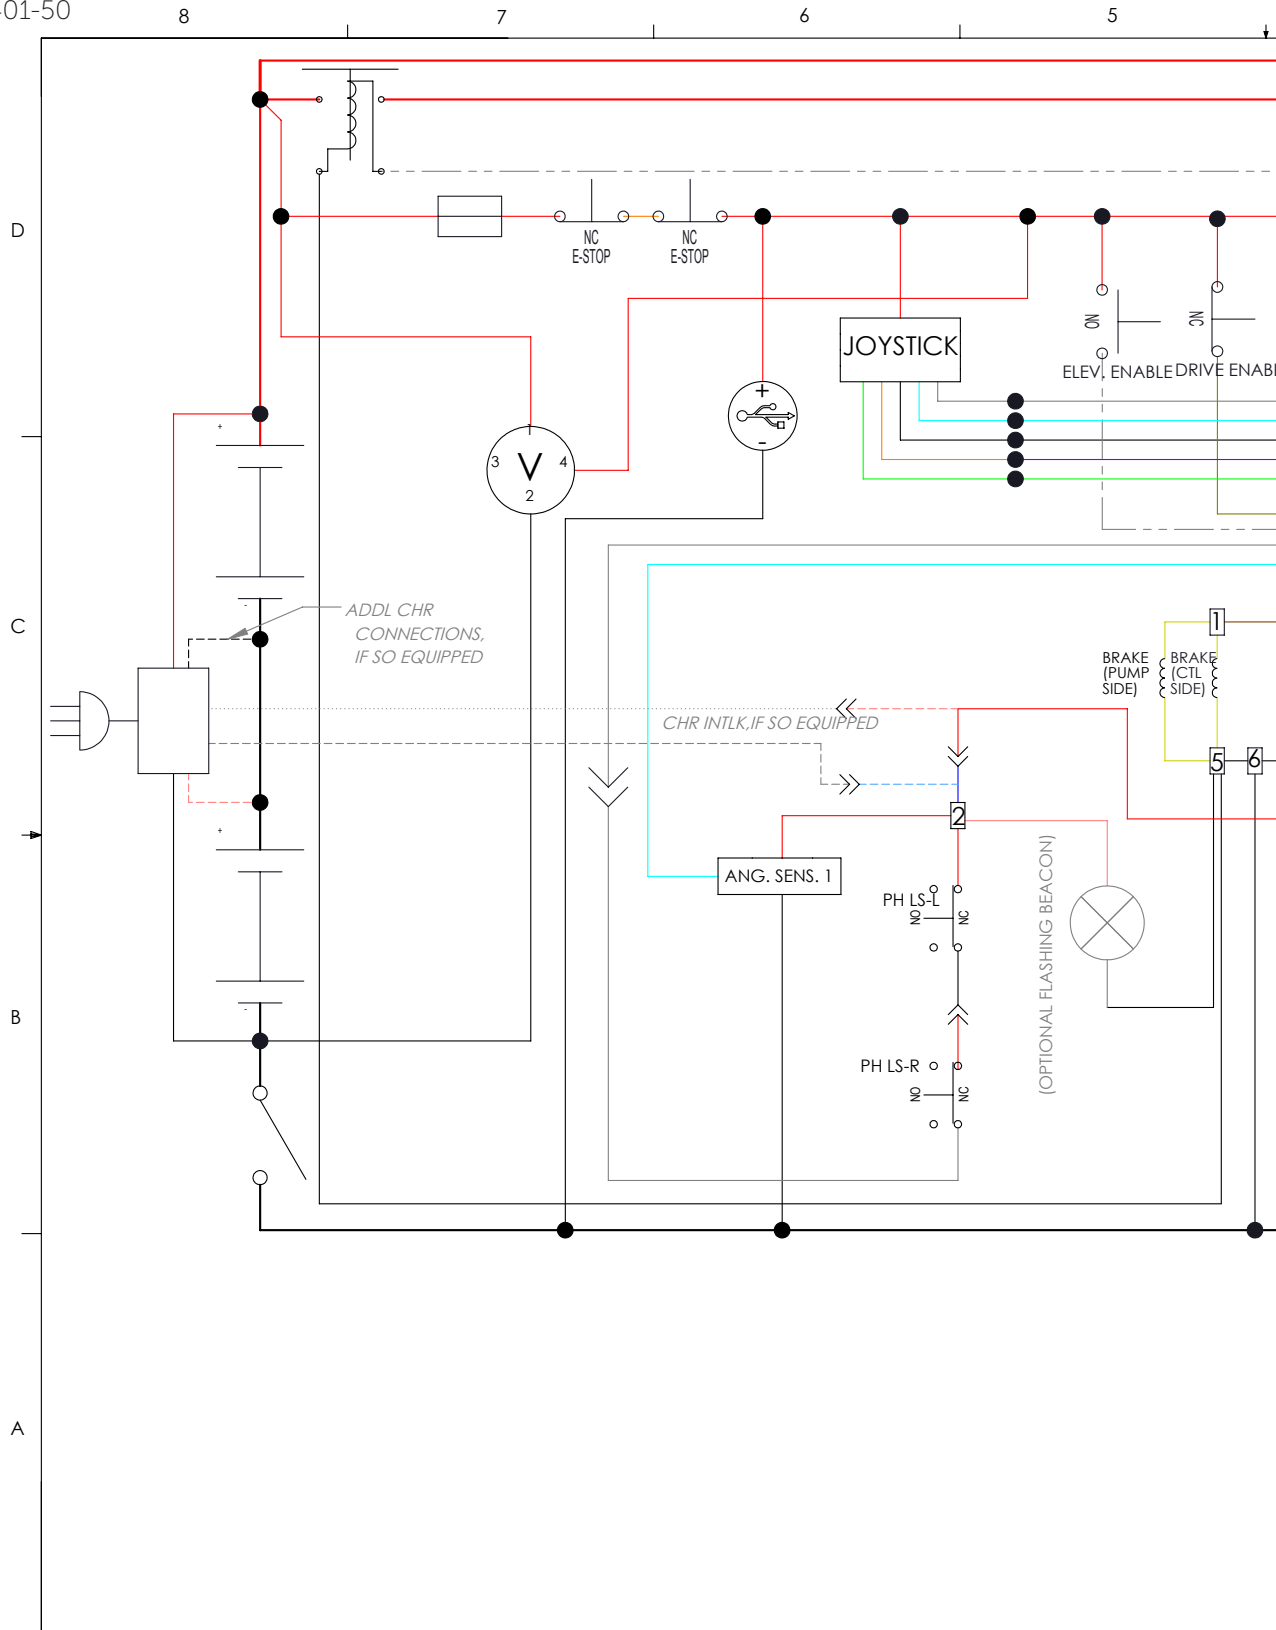 01-50
8 7 6 5
D
NC
E-STOP
NC
E-STOP
NO
NC
JOYSTICK
ELEV. ENABLE
DRIVE ENABL
+
-
+
1
3 V 4
2
-
C
ADDL CHR
CONNECTIONS,
IF SO EQUIPPED
1
BRAKE
(PUMP
SIDE)
BRAKE
(CTL
SIDE)
CHR INTLK,IF SO EQUIPPED
5 6
2
+
ANG. SENS. 1
PH LS-L
NO
NC
(OPTIONAL FLASHING BEACON)
-
B
PH LS-R
NO
NC
A